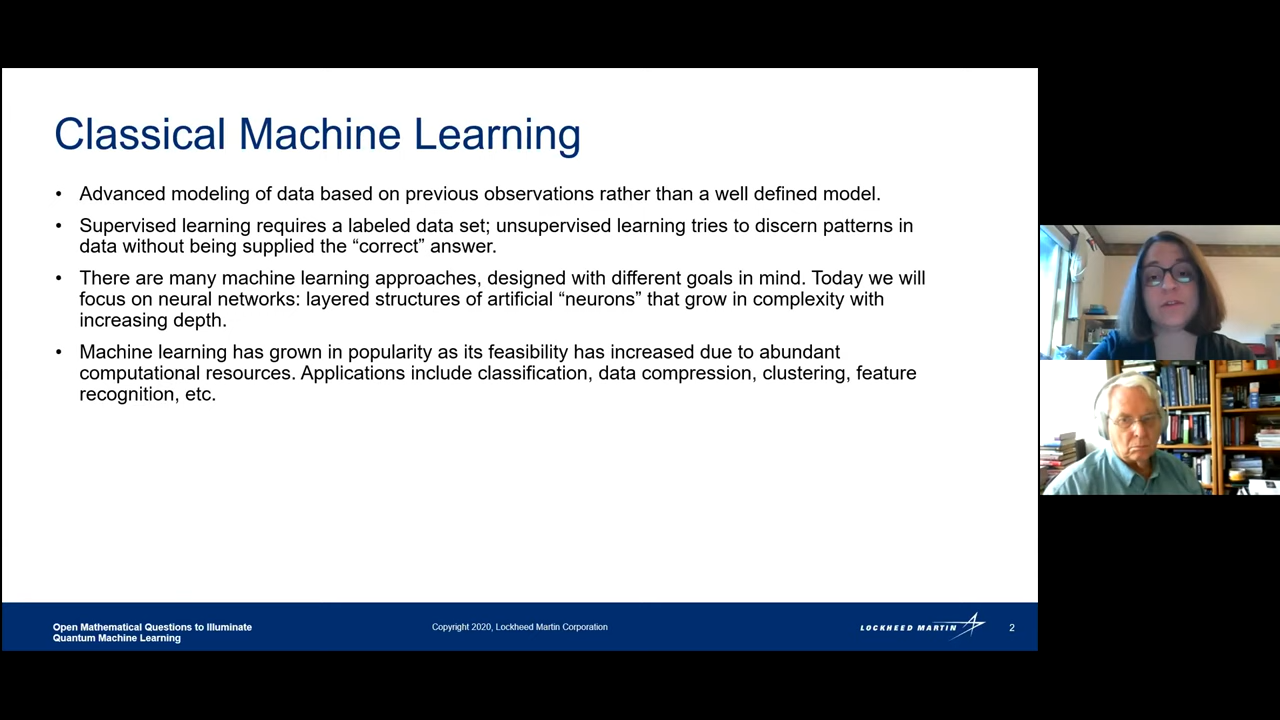 Classical Machine Learning
• Advanced modeling of data based on previous observations rather than a well defined model.
• Supervised learning requires a labeled data set; unsupervised learning tries to discern patterns in
data without being supplied the “correct” answer.
• There are many machine learning approaches, designed with different goals in mind. Today we will
focus on neural networks: layered structures of artificial “neurons” that grow in complexity with
increasing depth.
• Machine learning has grown in popularity as its feasibility has increased due to abundant
computational resources. Applications include classification, data compression, clustering, feature
recognition, etc.
Open Mathematical Questions to Illuminate
Quantum Machine Learning
Copyright 2020, Lockheed Martin Corporation
LOCKHEED MARTIN
2